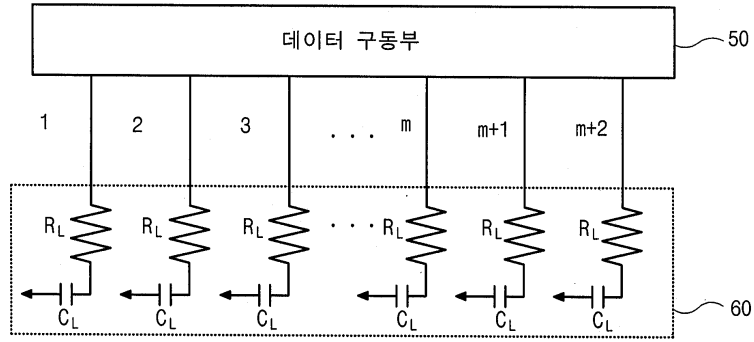 데이터 구동부
50
1 2 3 . . . m m+1 m+2
R_L R_L R_L . . . R_L R_L R_L
C_L C_L C_L C_L C_L C_L
60